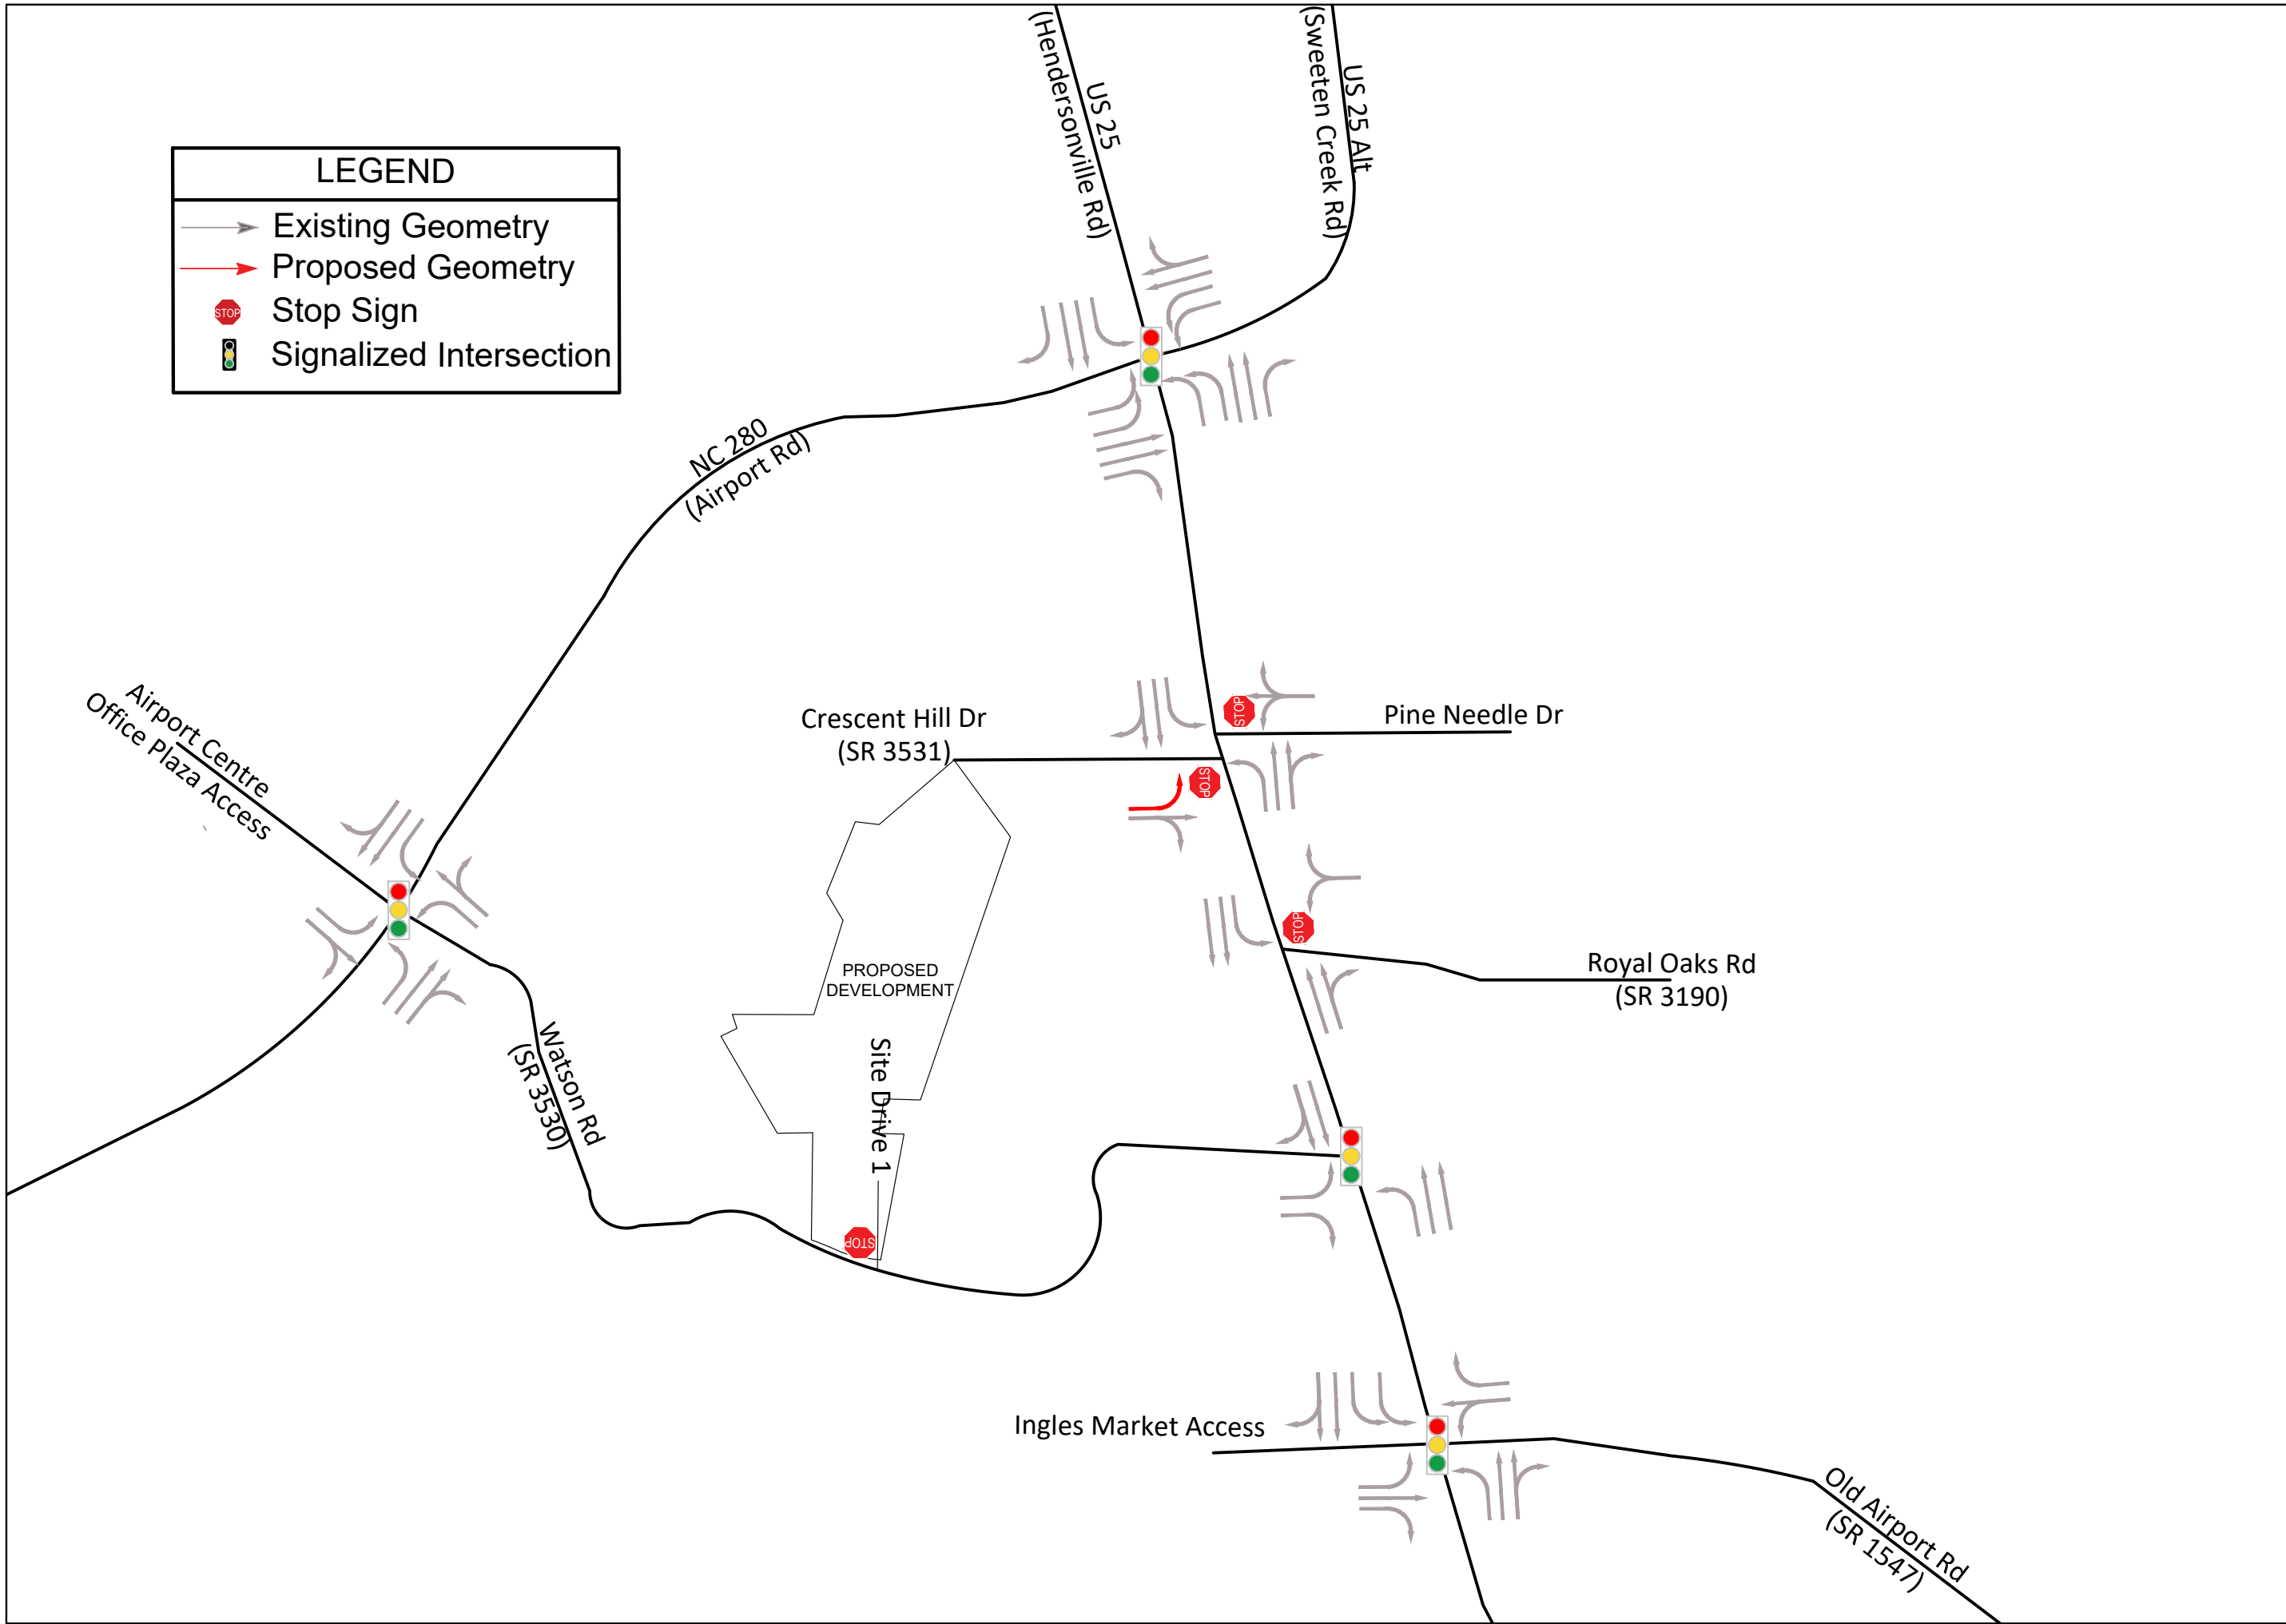 US 25
(Hendersonville Rd)
US 25 Alt
(Sweeten Creek Rd)
LEGEND
Existing Geometry
Proposed Geometry
STOP
Stop Sign
Signalized Intersection
NC 280
(Airport Rd)
Airport Centre
Office Plaza Access
Crescent Hill Dr
(SR 3531)
STOP
Pine Needle Dr
STOP
STOP
Royal Oaks Rd
(SR 3190)
PROPOSED
DEVELOPMENT
Site Drive 1
Watson Rd
(SR 3530)
STOP
Ingles Market Access
Old Airport Rd
(SR 1547)